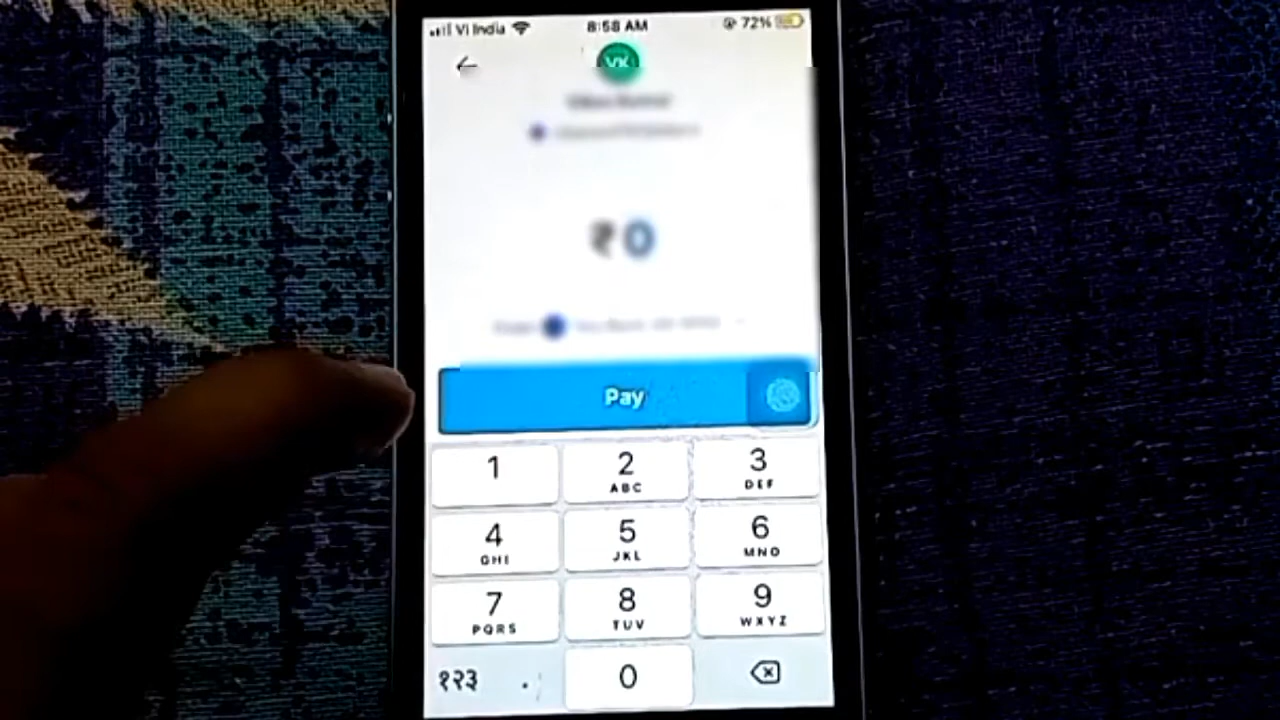 Vi India 8:58 AM 72%
VK
₹0
Pay
1 2 3
ABC DEF
4 5 6
GHI JKL MNO
7 8 9
PQRS TUV WXYZ
१२३ . 0